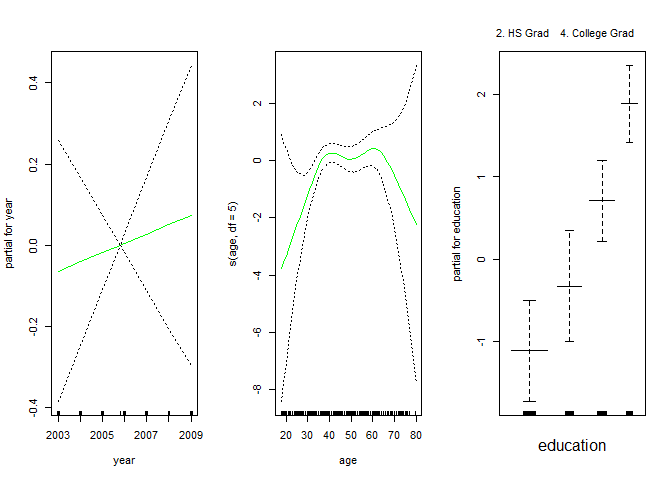 2. HS Grad 4. College Grad
partial for year
0.4
0.2
0.0
-0.2
-0.4
2003 2005 2007 2009
year
s(age, df = 5)
2
0
-2
-4
-6
-8
20 30 40 50 60 70 80
age
partial for education
2
1
0
-1
education